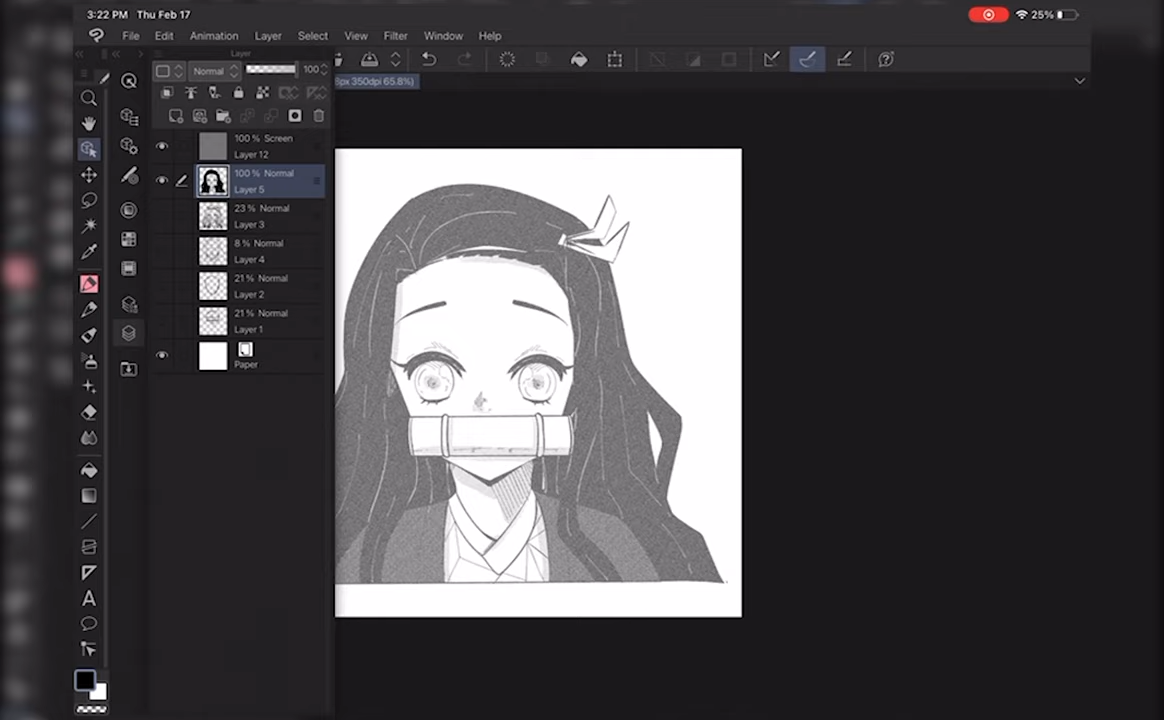 3:22 PM Thu Feb 17
25%
File Edit Animation Layer Select View Filter Window Help
Layer
Normal 100
8px 350dpi 65.8%)
100 % Screen
Layer 12
100 % Normal
Layer 5
23 % Normal
Layer 3
8 % Normal
Layer 4
21 % Normal
Layer 2
21 % Normal
Layer 1
Paper
A